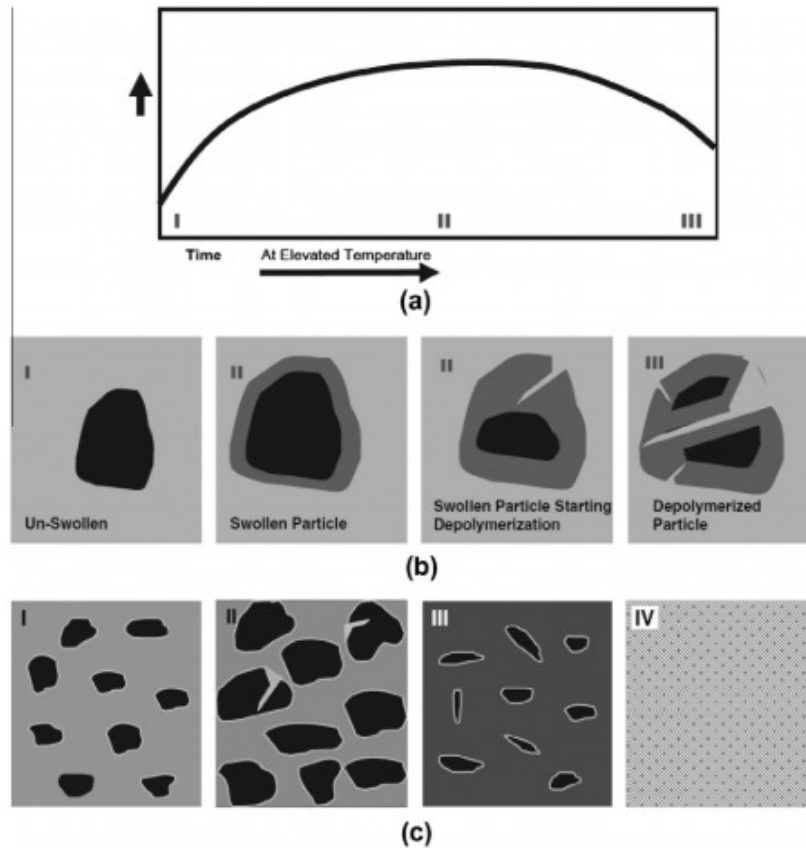 I II III
Time At Elevated Temperature
(a)
I II II III
Un-Swollen
Swollen Particle
Swollen Particle Starting
Depolymerization
Depolymerized
Particle
(b)
I II III IV
(c)